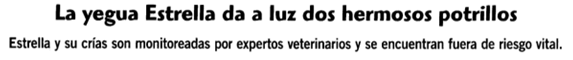 La yegua Estrella da a luz dos hermosos potrillos
Estrella y su crías son monitoreadas por expertos veterinarios y se encuentran fuera de riesgo vital.